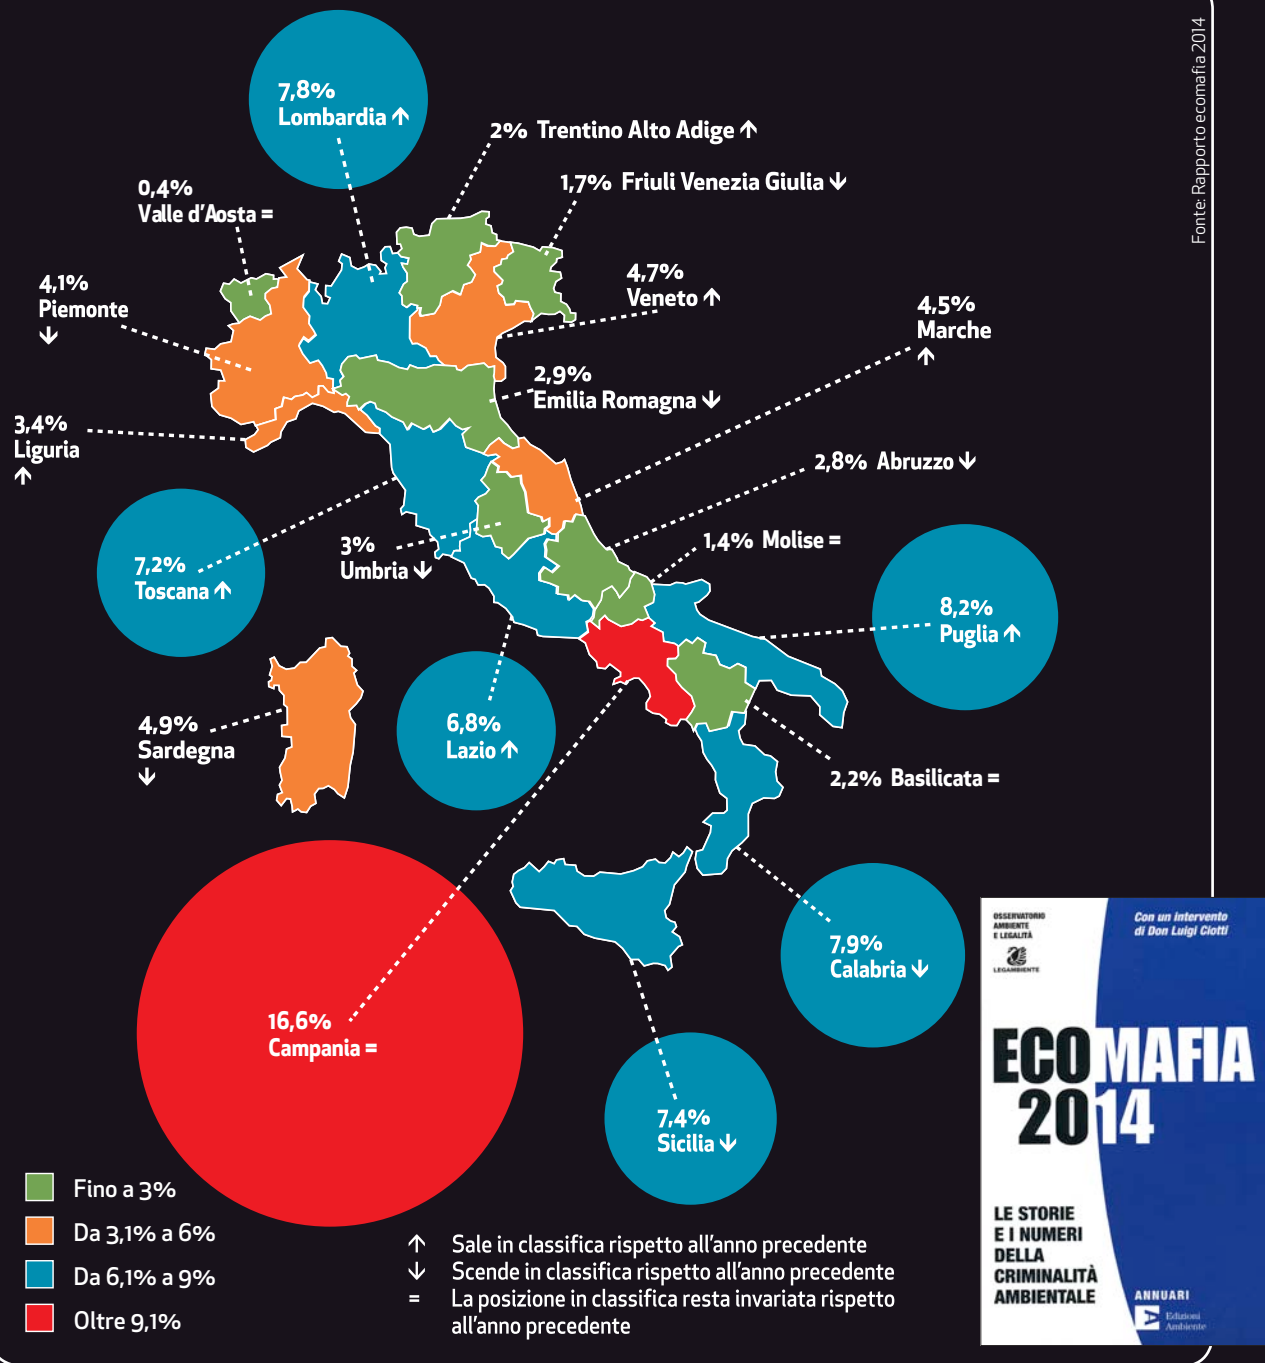 Fonte: Rapporto ecomafia 2014
7,8%
Lombardia ↑
2% Trentino Alto Adige ↑
1,7% Friuli Venezia Giulia ↓
0,4%
Valle d'Aosta =
4,7%
Veneto ↑
4,1%
Piemonte
↓
4,5%
Marche
↑
2,9%
Emilia Romagna ↓
3,4%
Liguria
↑
2,8% Abruzzo ↓
1,4% Molise =
3%
Umbria ↓
7,2%
Toscana ↑
8,2%
Puglia ↑
4,9%
Sardegna
↓
6,8%
Lazio ↑
2,2% Basilicata =
7,9%
Calabria ↓
16,6%
Campania =
7,4%
Sicilia ↓
Fino a 3%
Da 3,1% a 6%
Da 6,1% a 9%
Oltre 9,1%
↑ Sale in classifica rispetto all'anno precedente
↓ Scende in classifica rispetto all'anno precedente
= La posizione in classifica resta invariata rispetto
all'anno precedente
OSSERVATORIO
AMBIENTE
E LEGALITÀ
LEGAMBIENTE
Con un intervento
di Don Luigi Ciotti
ECOMAFIA
2014
LE STORIE
E I NUMERI
DELLA
CRIMINALITÀ
AMBIENTALE
ANNUARI
Edizioni
Ambiente